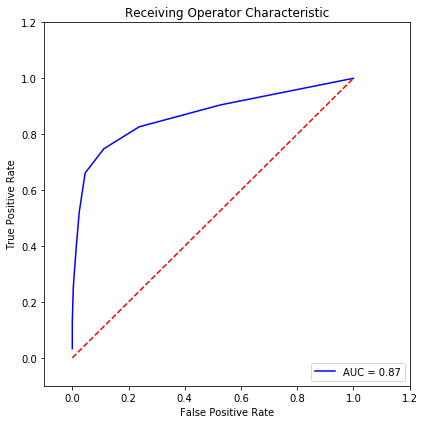 Receiving Operator Characteristic
1.2
1.0
0.8
0.6
0.4
0.2
0.0
True Positive Rate
AUC = 0.87
0.0 0.2 0.4 0.6 0.8 1.0 1.2
False Positive Rate